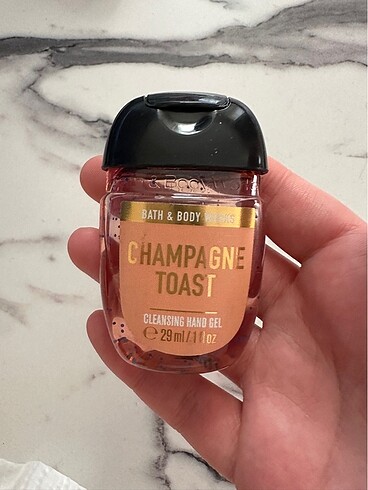 BATH & BODY WORKS
CHAMPAGNE
TOAST
CLEANSING HAND GEL
℮ 29 ml / 1 fl oz